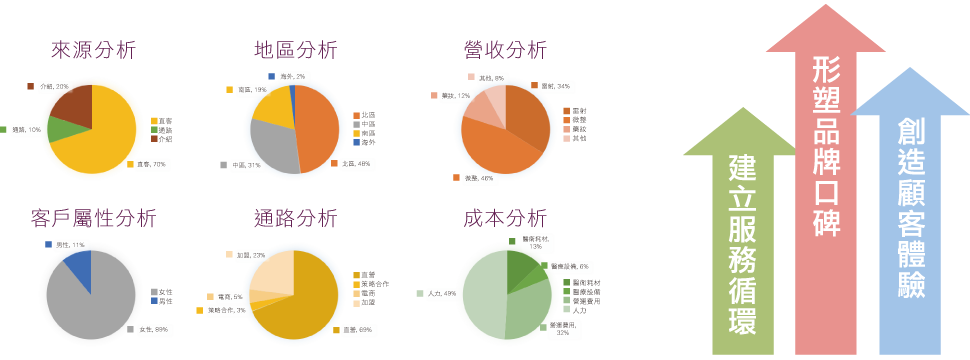 來源分析
介紹, 20%
通路, 10%
直客, 70%
直客
通路
介紹
地區分析
海外, 2%
南區, 19%
中區, 31%
北區, 48%
北區
中區
南區
海外
營收分析
其他, 8%
藥妝, 12%
雷射, 34%
微整, 46%
雷射
微整
藥妝
其他
客戶屬性分析
男性, 11%
女性, 89%
女性
男性
通路分析
加盟, 23%
電商, 5%
策略合作, 3%
直營, 69%
直營
策略合作
電商
加盟
成本分析
醫衛耗材,
13%
醫療設備, 6%
人力, 49%
營運費用,
32%
醫衛耗材
醫療設備
營運費用
人力
建立服務循環
形塑品牌口碑
創造顧客體驗